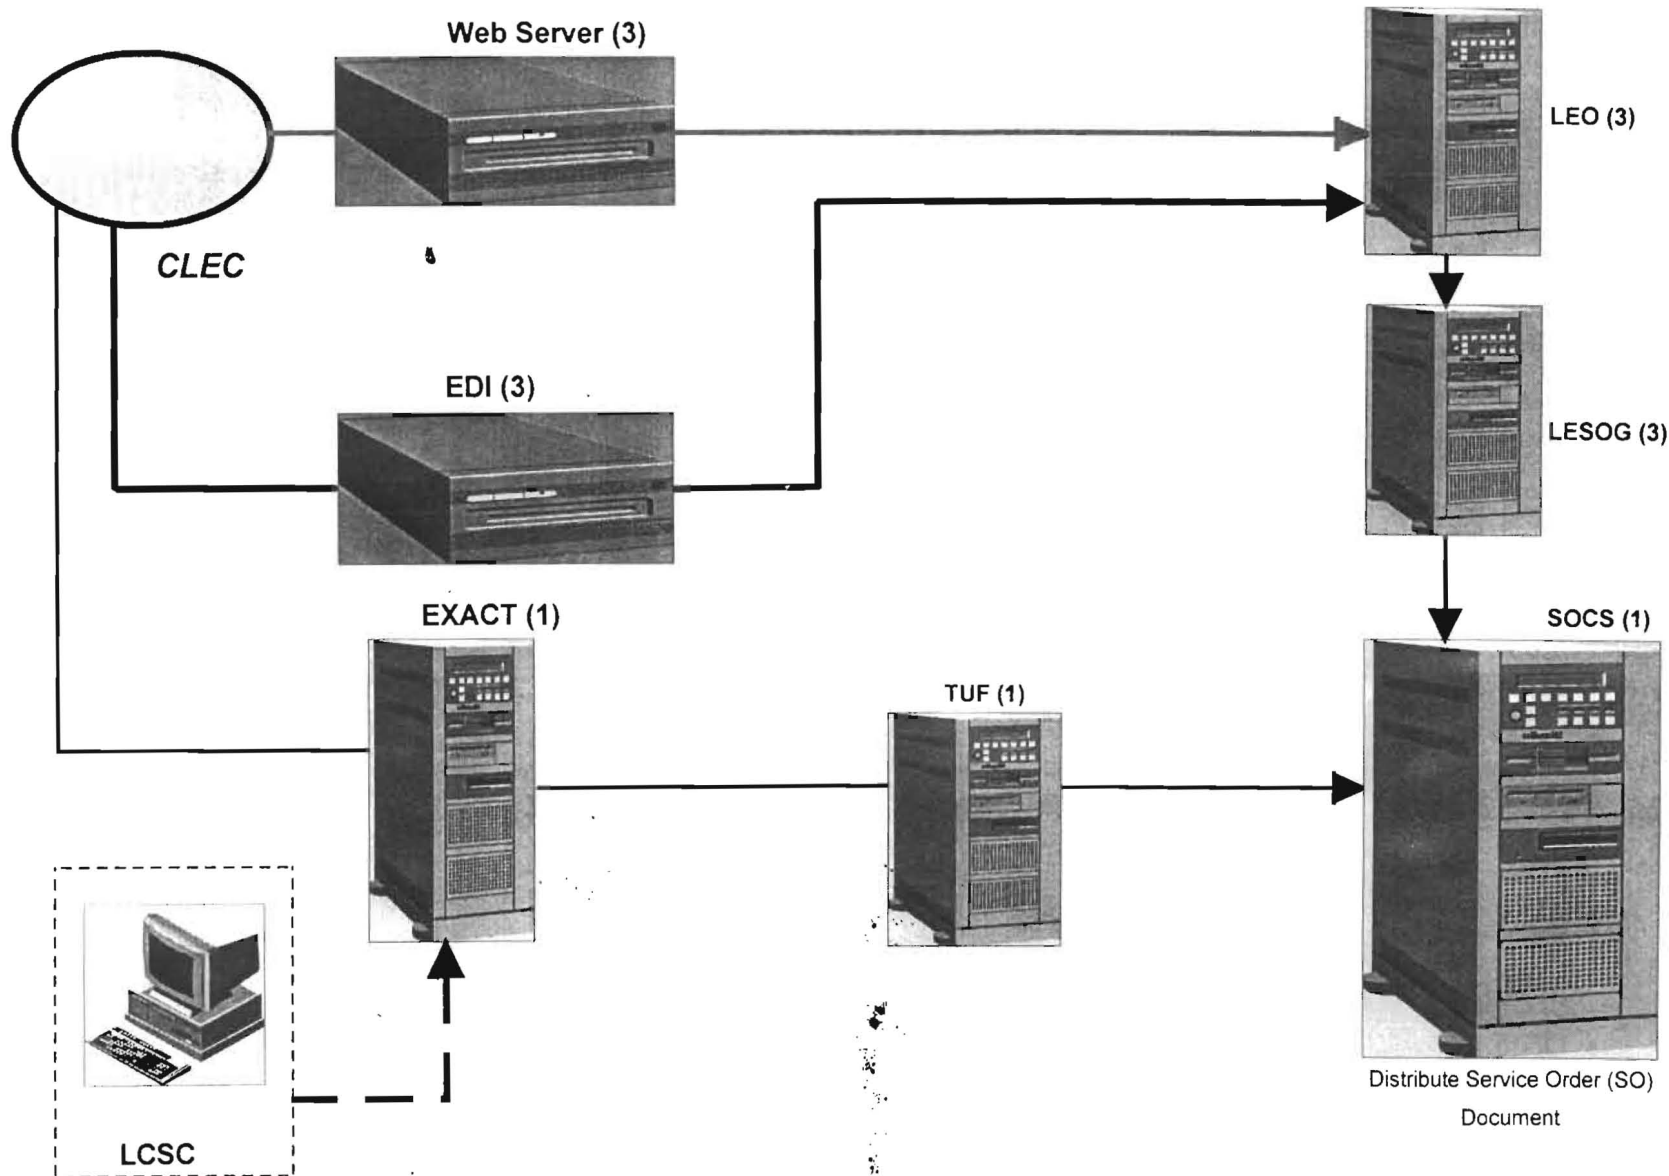 Web Server (3)
LEO (3)
CLEC
EDI (3)
LESOG (3)
EXACT (1)
SOCS (1)
TUF (1)
Distribute Service Order (SO)
Document
LCSC